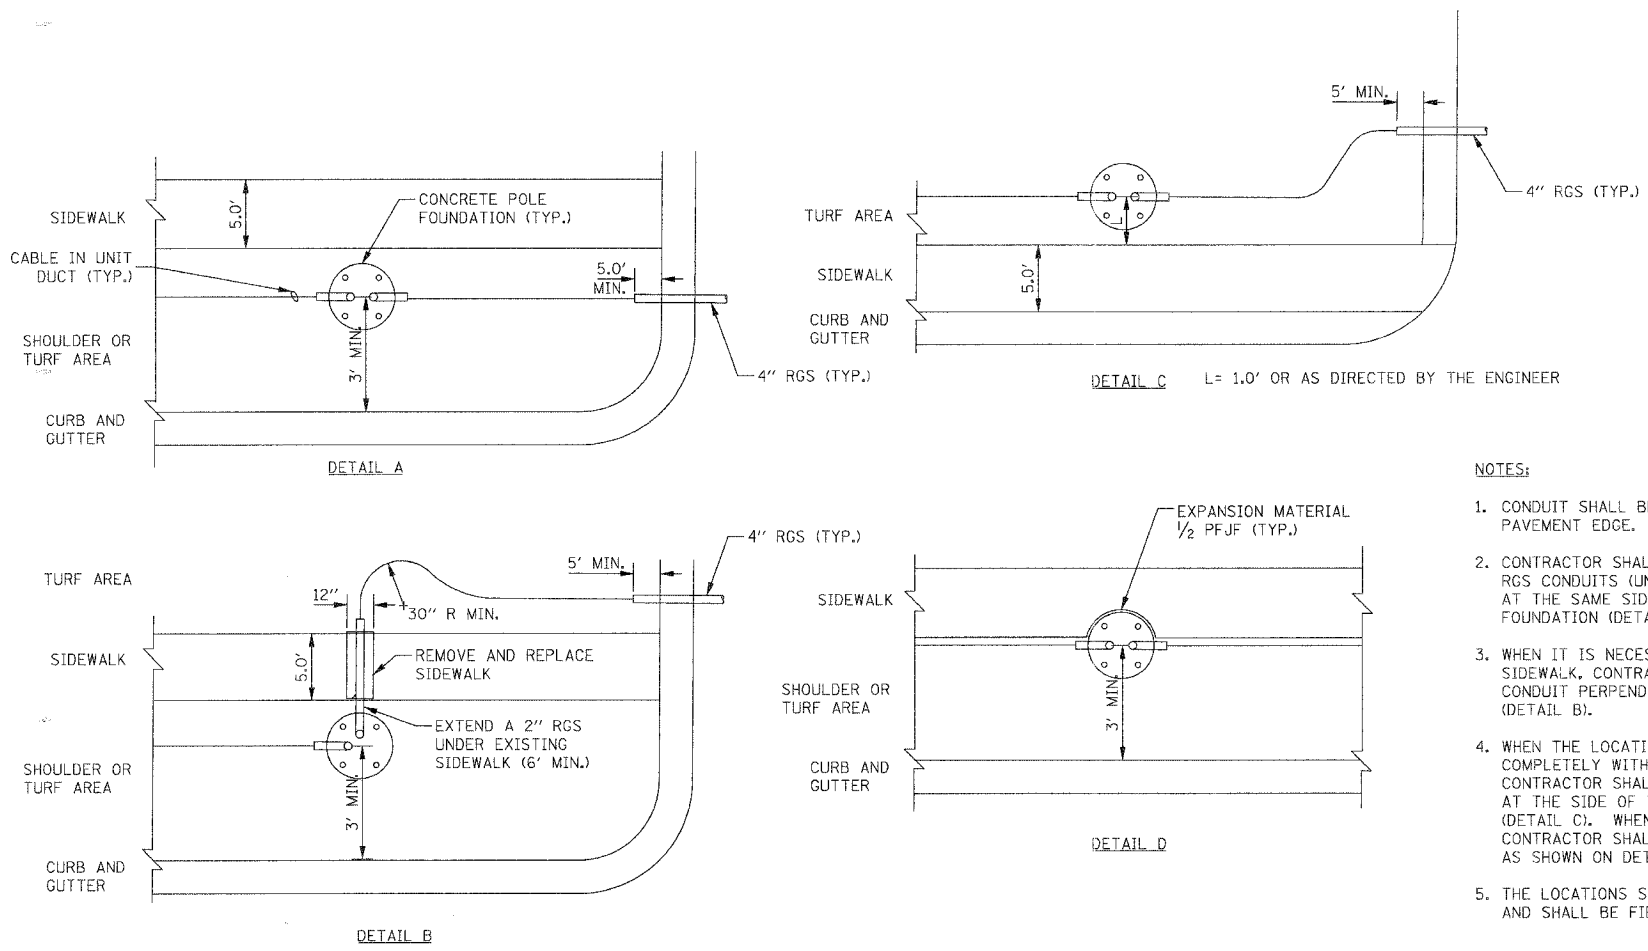 SIDEWALK
5.0'
CONCRETE POLE
FOUNDATION (TYP.)
CABLE IN UNIT
DUCT (TYP.)
5.0'
MIN.
SHOULDER OR
TURF AREA
3' MIN.
4" RGS (TYP.)
CURB AND
GUTTER
DETAIL A
5' MIN.
4" RGS (TYP.)
TURF AREA
L
SIDEWALK
5.0'
CURB AND
GUTTER
DETAIL C L= 1.0' OR AS DIRECTED BY THE ENGINEER
4" RGS (TYP.)
5' MIN.
TURF AREA
12"
30" R MIN.
SIDEWALK
5.0'
REMOVE AND REPLACE
SIDEWALK
EXTEND A 2" RGS
UNDER EXISTING
SIDEWALK (6' MIN.)
SHOULDER OR
TURF AREA
3' MIN.
CURB AND
GUTTER
DETAIL B
EXPANSION MATERIAL
1/2 PFJF (TYP.)
SIDEWALK
SHOULDER OR
TURF AREA
3' MIN.
CURB AND
GUTTER
DETAIL D
NOTES:
1. CONDUIT SHALL B
PAVEMENT EDGE.
2. CONTRACTOR SHAL
RGS CONDUITS (UN
AT THE SAME SID
FOUNDATION (DETA
3. WHEN IT IS NECES
SIDEWALK, CONTRA
CONDUIT PERPEND
(DETAIL B).
4. WHEN THE LOCATI
COMPLETELY WITH
CONTRACTOR SHAL
AT THE SIDE OF
(DETAIL C). WHEN
CONTRACTOR SHAL
AS SHOWN ON DET
5. THE LOCATIONS S
AND SHALL BE FIE